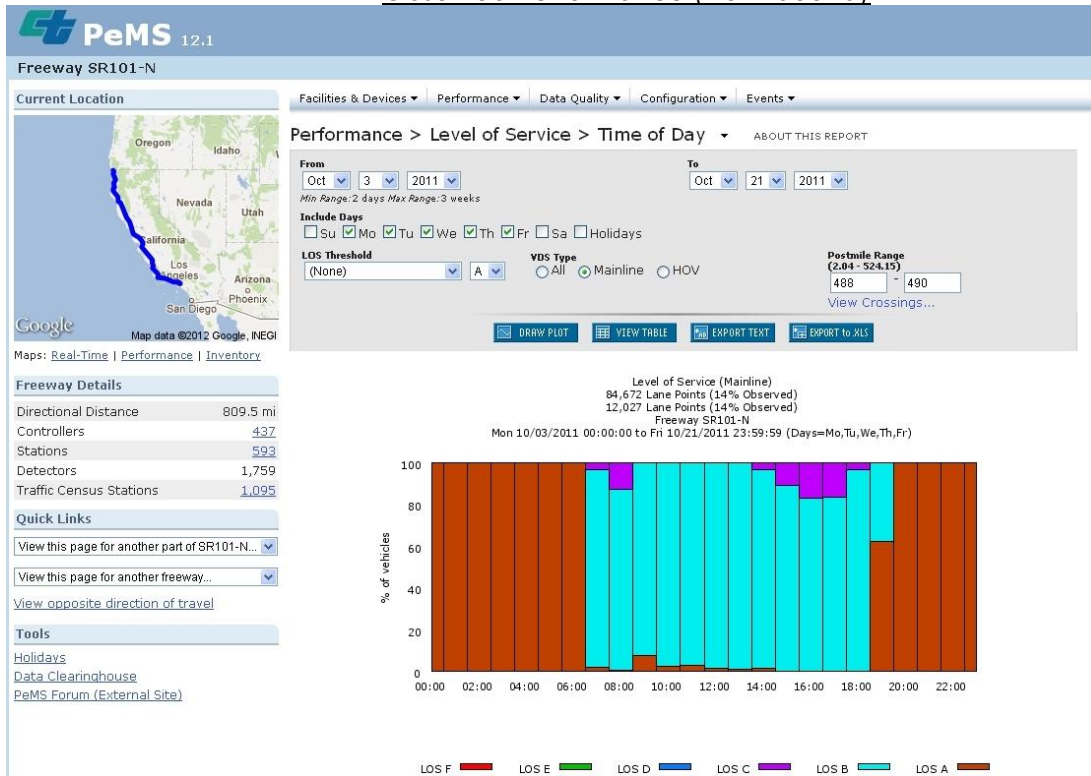 PeMS 12.1
Freeway SR101-N
Current Location
Oregon
Idaho
Nevada
Utah
California
Los Angeles
Arizona
Phoenix
San Diego
Google
Map data ©2012 Google, INEGI
Maps: Real-Time | Performance | Inventory
Freeway Details
Directional Distance 809.5 mi
Controllers 437
Stations 593
Detectors 1,759
Traffic Census Stations 1,095
Quick Links
View this page for another part of SR101-N...
View this page for another freeway...
View opposite direction of travel
Tools
Holidays
Data Clearinghouse
PeMS Forum (External Site)
Facilities & Devices Performance Data Quality Configuration Events
Performance > Level of Service > Time of Day ABOUT THIS REPORT
From To
Oct 3 2011 Oct 21 2011
Min Range:2 days Max Range:3 weeks
Include Days
Su Mo Tu We Th Fr Sa Holidays
LOS Threshold VDS Type Postmile Range
(2.04 - 524.15)
(None) A All Mainline HOV 488 - 490
View Crossings...
DRAW PLOT VIEW TABLE EXPORT TEXT EXPORT to .XLS
Level of Service (Mainline)
84,672 Lane Points (14% Observed)
12,027 Lane Points (14% Observed)
Freeway SR101-N
Mon 10/03/2011 00:00:00 to Fri 10/21/2011 23:59:59 (Days=Mo,Tu,We,Th,Fr)
% of vehicles
100
80
60
40
20
0
00:00 02:00 04:00 06:00 08:00 10:00 12:00 14:00 16:00 18:00 20:00 22:00
LOS F LOS E LOS D LOS C LOS B LOS A